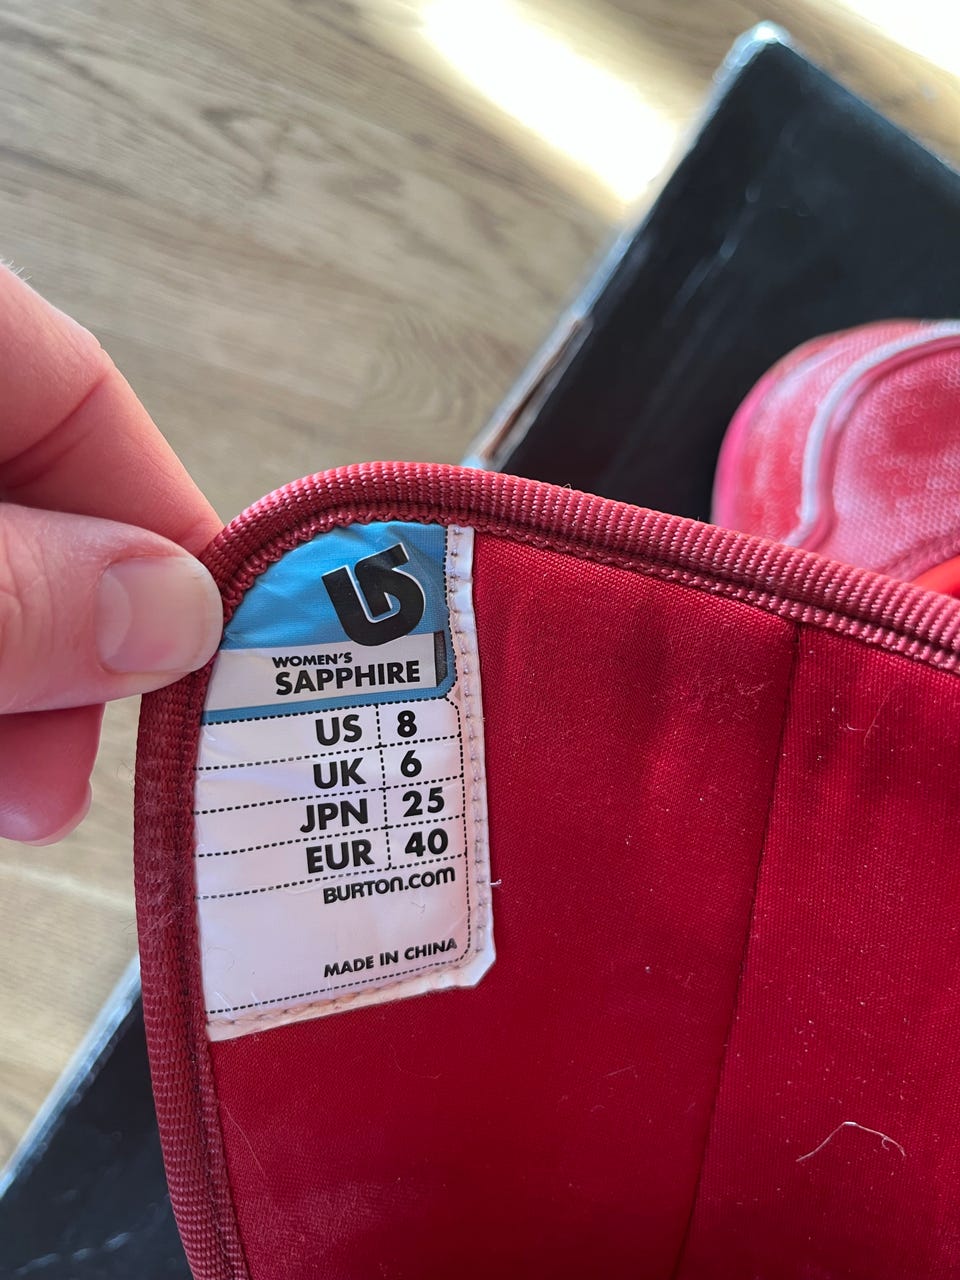 WOMEN'S
SAPPHIRE
US 8
UK 6
JPN 25
EUR 40
BURTON.COM
MADE IN CHINA